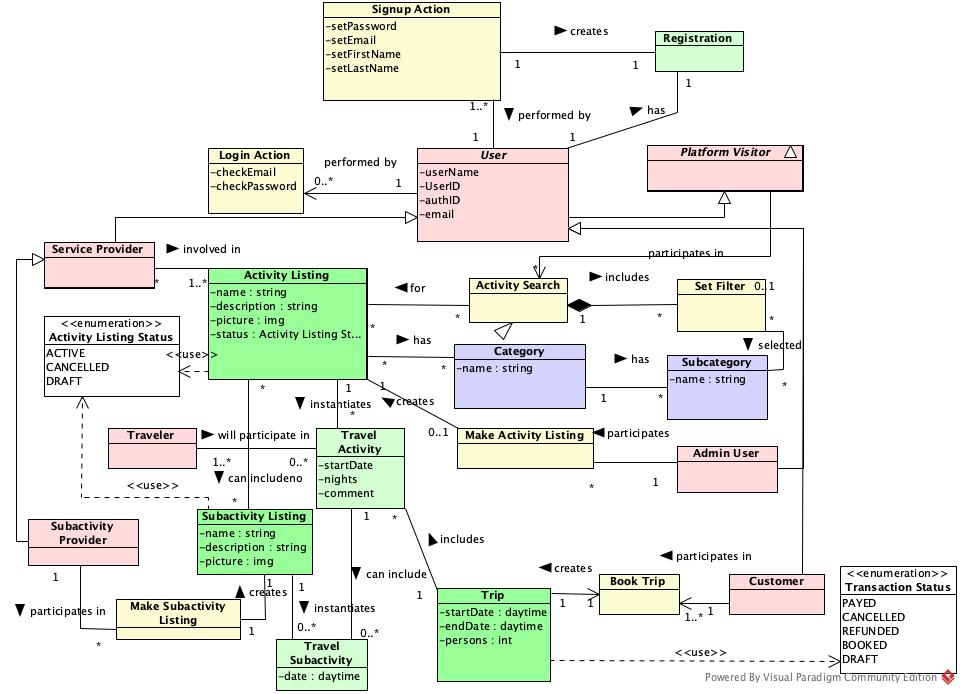 Signup Action
-setPassword
-setEmail
-setFirstName
-setLastName
creates
Registration
1
1
1
1..*
performed by
has
1
1
Login Action
-checkEmail
-checkPassword
performed by
0..*
1
User
-userName
-UserID
-authID
-email
Platform Visitor
Service Provider
involved in
*
1..*
participates in
*
Activity Listing
-name : string
-description : string
-picture : img
-status : Activity Listing St...
for
*
*
Activity Search
includes
1
*
Set Filter
0..1
*
selected
*
<<enumeration>>
Activity Listing Status
ACTIVE
CANCELLED
DRAFT
<<use>>
has
*
*
Category
-name : string
has
1
*
Subcategory
-name : string
*
1
1
instantiates
*
creates
0..1
Make Activity Listing
participates
*
1
Admin User
Traveler
will participate in
1..*
0..*
Travel
Activity
-startDate
-nights
-comment
can includeno
*
<<use>>
Subactivity Listing
-name : string
-description : string
-picture : img
1
*
includes
Subactivity
Provider
1
participates in
*
Make Subactivity
Listing
1
creates
1
1
instantiates
0..*
can include
0..*
Travel
Subactivity
-date : daytime
1
Trip
-startDate : daytime
-endDate : daytime
-persons : int
creates
1
1
Book Trip
participates in
1..*
1
Customer
<<use>>
<<enumeration>>
Transaction Status
PAYED
CANCELLED
REFUNDED
BOOKED
DRAFT
Powered By Visual Paradigm Community Edition